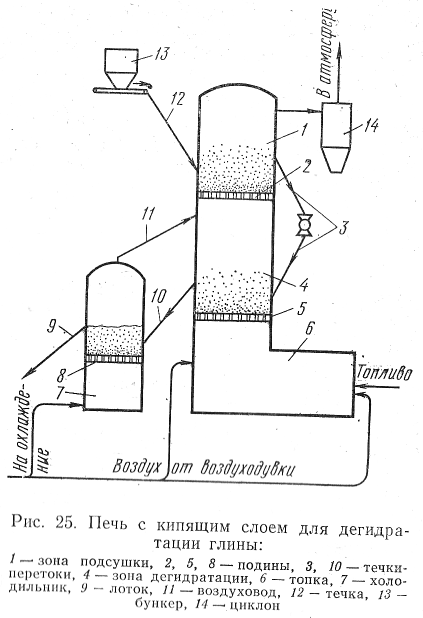 13
В атмосферу
12
1
14
2
3
11
4
10
5
9
6
8
7
Топливо
На охлажде-
ние
Воздух от воздуходувки
Рис. 25. Печь с кипящим слоем для дегидра-
тации глины:
1 — зона подсушки, 2, 5, 8 — подины, 3, 10 — течки-
перетоки, 4 — зона дегидратации, 6 — топка, 7 — холо-
дильник, 9 — лоток, 11 — воздуховод, 12 — течка, 13 —
бункер, 14 — циклон